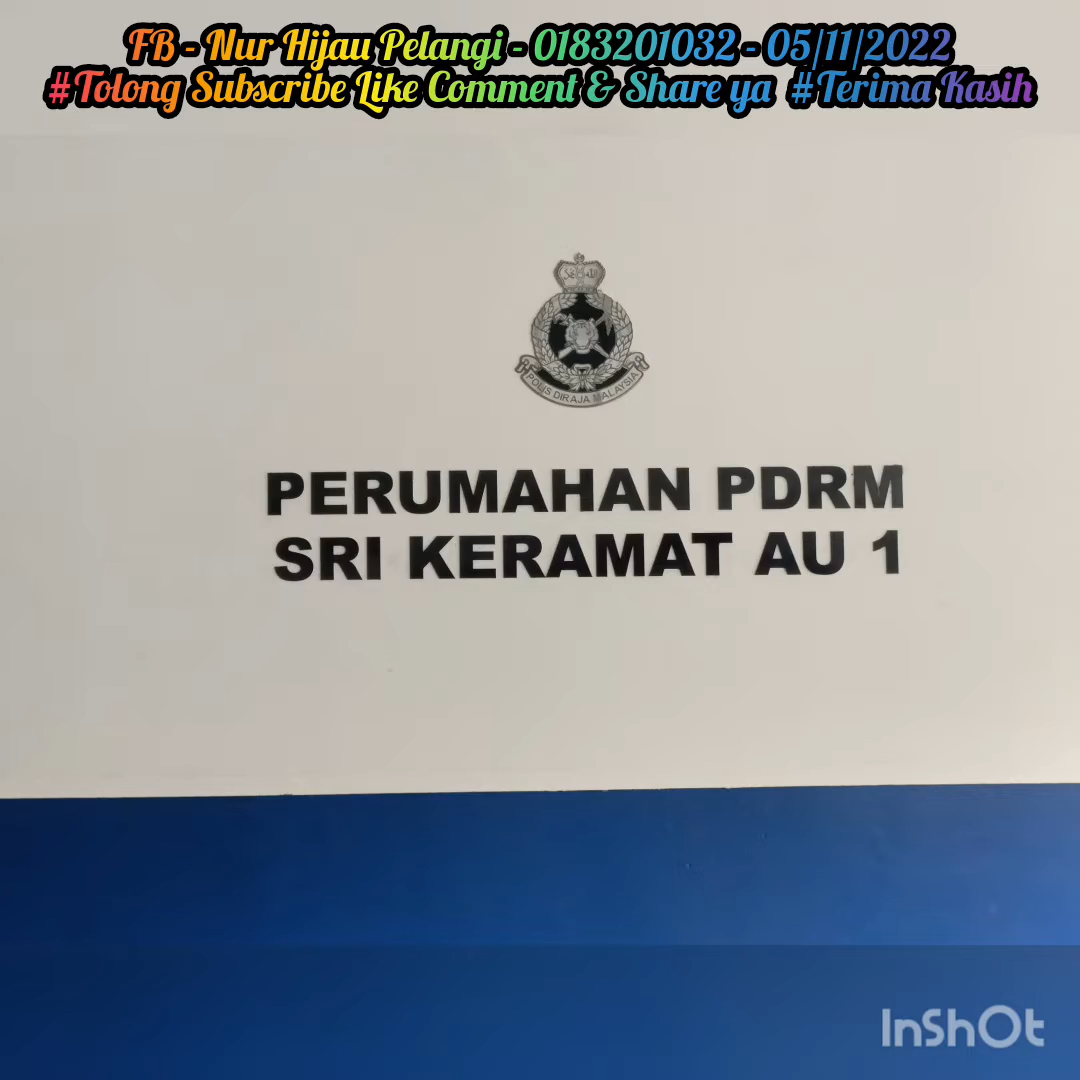 FB - Nur Hijau Pelangi - 0183201032 - 05/11/2022
#Tolong Subscribe Like Comment & Share ya #Terima Kasih
POLIS DIRAJA MALAYSIA
PERUMAHAN PDRM
SRI KERAMAT AU 1
InShOt